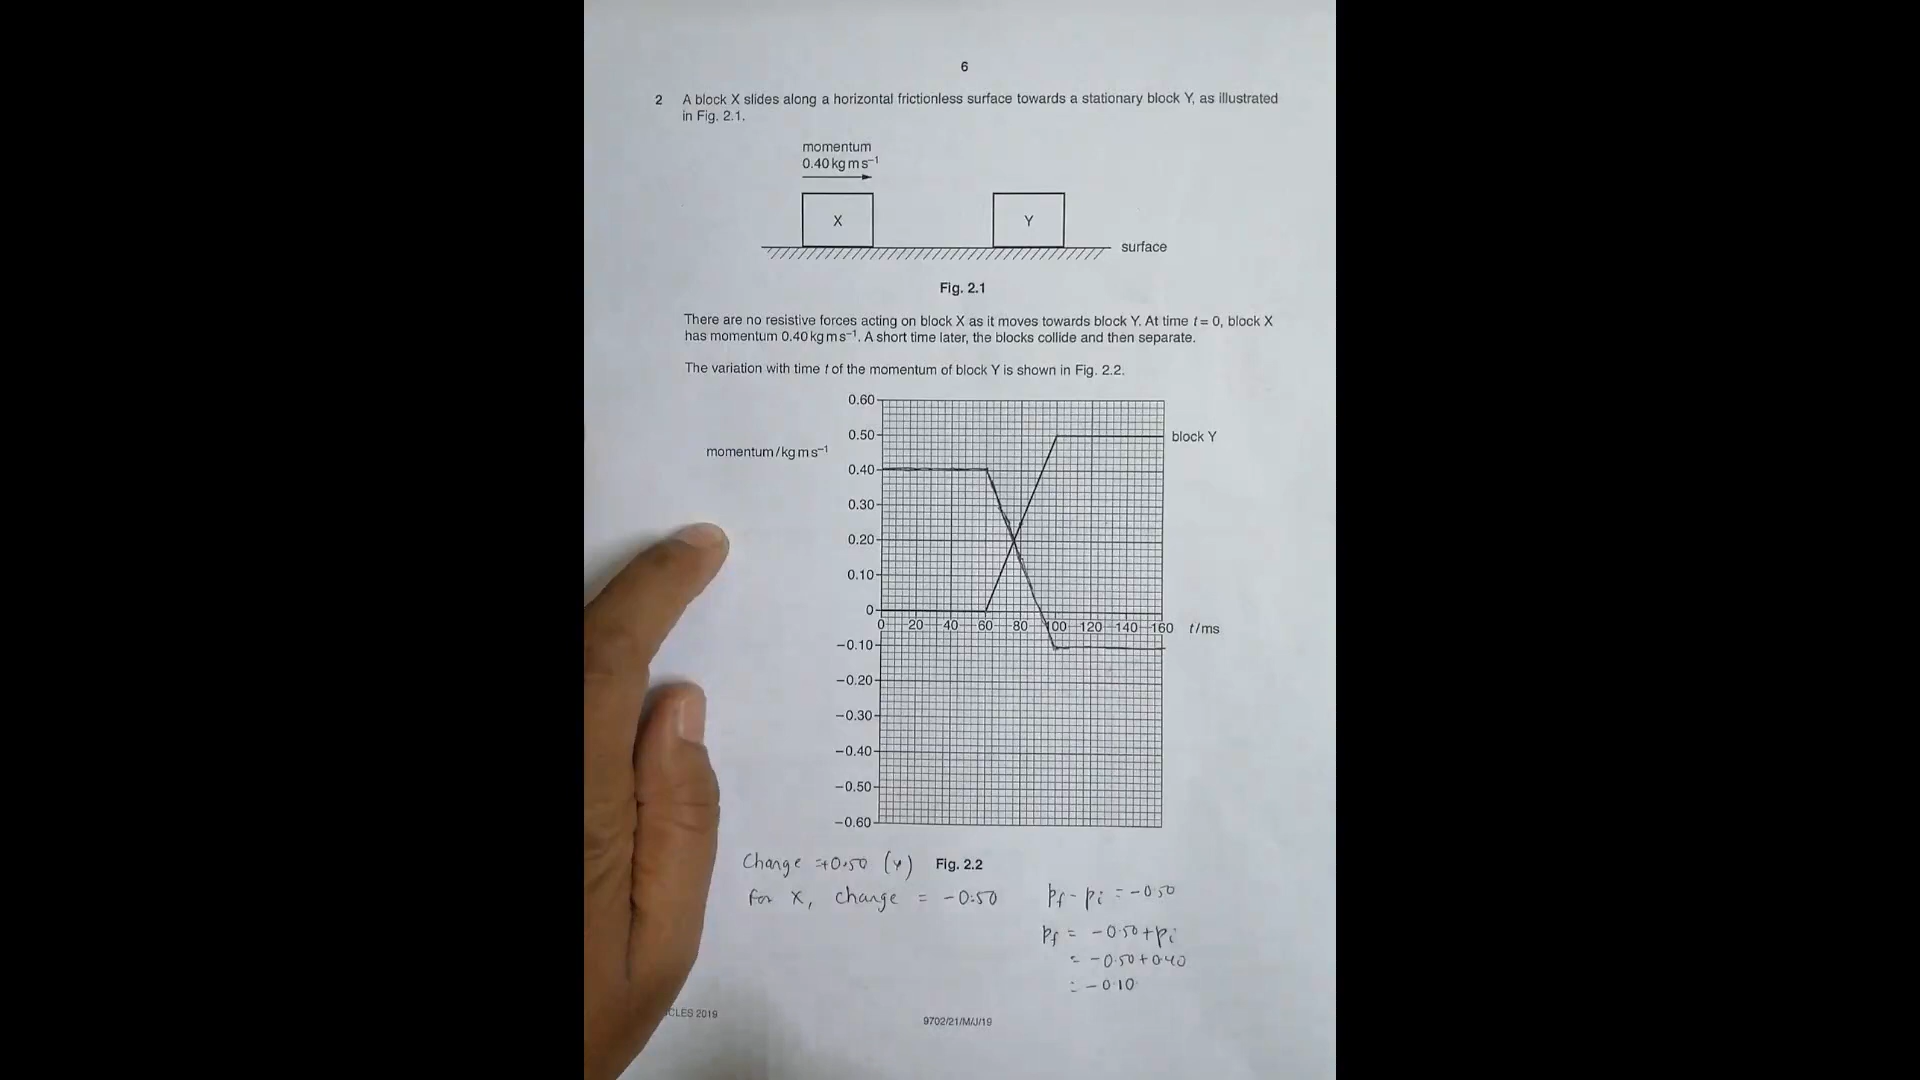 6
2 A block X slides along a horizontal frictionless surface towards a stationary block Y, as illustrated
in Fig. 2.1.
momentum
0.40 kg m s⁻¹
X
Y
surface
Fig. 2.1
There are no resistive forces acting on block X as it moves towards block Y. At time t = 0, block X
has momentum 0.40 kg m s⁻¹. A short time later, the blocks collide and then separate.
The variation with time t of the momentum of block Y is shown in Fig. 2.2.
0.60
0.50
block Y
momentum / kg m s⁻¹
0.40
0.30
0.20
0.10
0
0 20 40 60 80 100 120 140 160 t / ms
−0.10
−0.20
−0.30
−0.40
−0.50
−0.60
Change = +0.50 (Y)
Fig. 2.2
For X, change = -0.50
pf - pi = -0.50
pf = -0.50 + pi
= -0.50 + 0.40
= -0.10
CLES 2019
9702/21/M/J/19